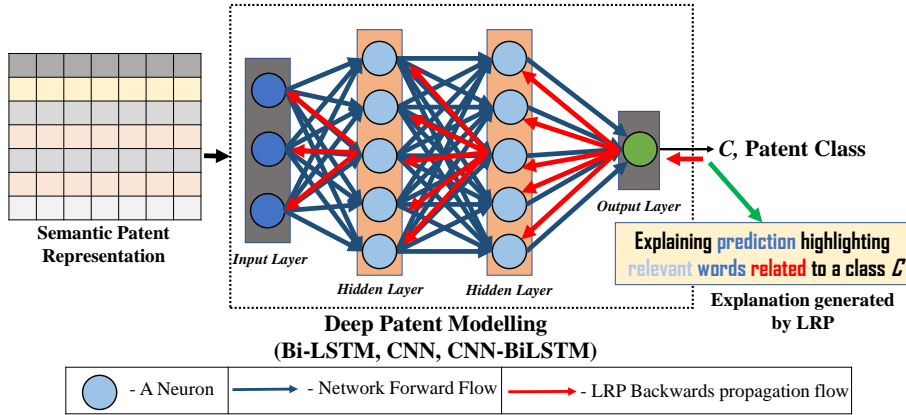 Semantic Patent
Representation
Input Layer
Hidden Layer
Hidden Layer
Output Layer
C, Patent Class
Explaining prediction highlighting
relevant words related to a class C
Explanation generated
by LRP
Deep Patent Modelling
(Bi-LSTM, CNN, CNN-BiLSTM)
- A Neuron
- Network Forward Flow
- LRP Backwards propagation flow